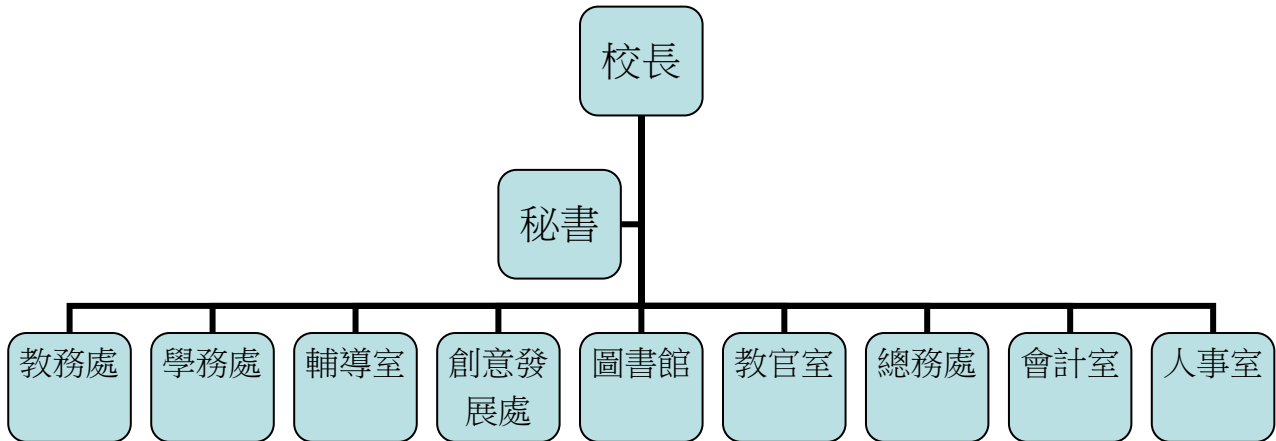 校長
秘書
教務處
學務處
輔導室
創意發
展處
圖書館
教官室
總務處
會計室
人事室